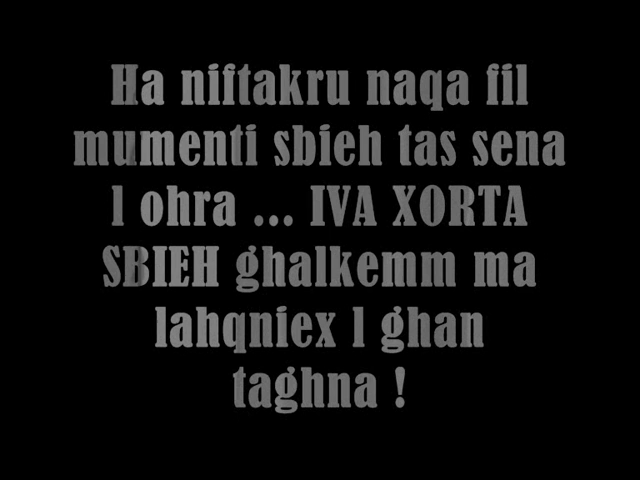 Ha niftakru naqa fil
mumenti sbieh tas sena
l ohra ... IVA XORTA
SBIEH ghalkemm ma
lahqniex l ghan
taghna !